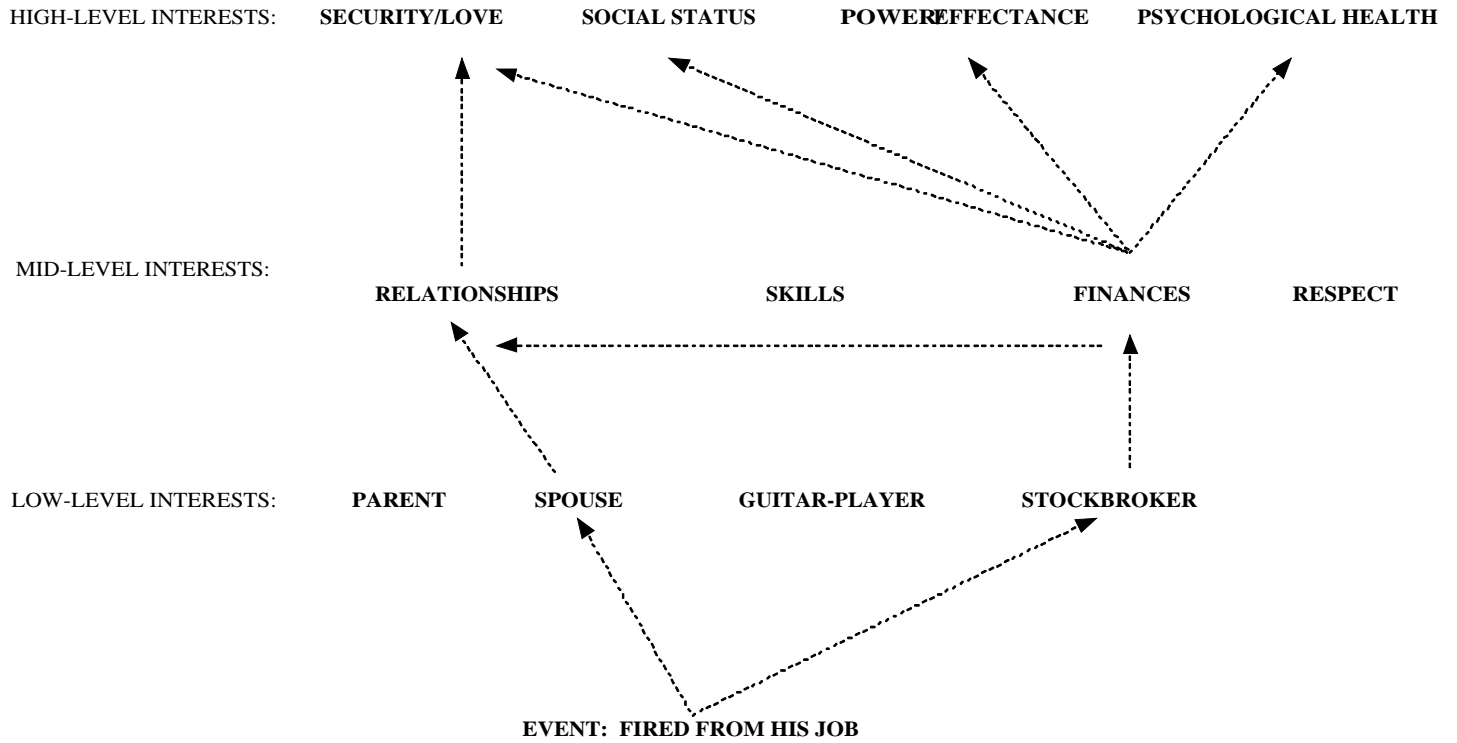 HIGH-LEVEL INTERESTS: SECURITY/LOVE SOCIAL STATUS POWER/EFFECTANCE PSYCHOLOGICAL HEALTH
MID-LEVEL INTERESTS:
RELATIONSHIPS SKILLS FINANCES RESPECT
LOW-LEVEL INTERESTS: PARENT SPOUSE GUITAR-PLAYER STOCKBROKER
EVENT: FIRED FROM HIS JOB